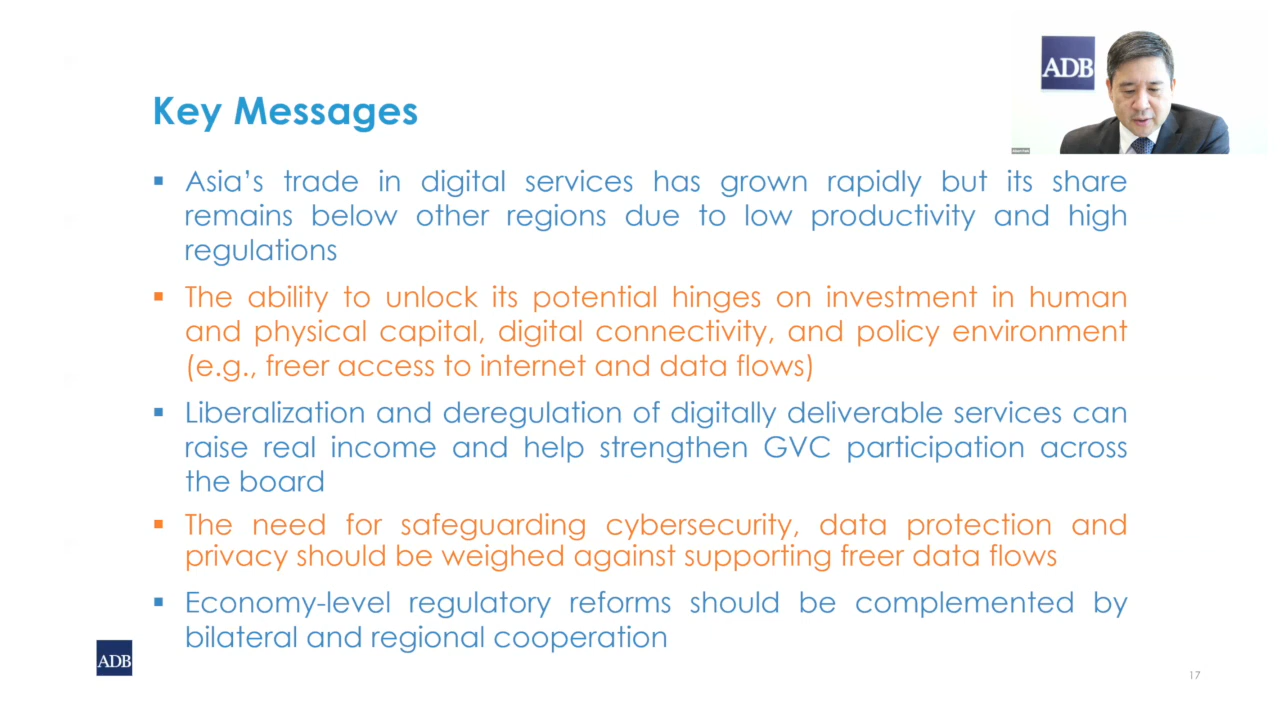 ADB
Key Messages
▪ Asia's trade in digital services has grown rapidly but its share
remains below other regions due to low productivity and high
regulations
▪ The ability to unlock its potential hinges on investment in human
and physical capital, digital connectivity, and policy environment
(e.g., freer access to internet and data flows)
▪ Liberalization and deregulation of digitally deliverable services can
raise real income and help strengthen GVC participation across
the board
▪ The need for safeguarding cybersecurity, data protection and
privacy should be weighed against supporting freer data flows
▪ Economy-level regulatory reforms should be complemented by
bilateral and regional cooperation
ADB
17